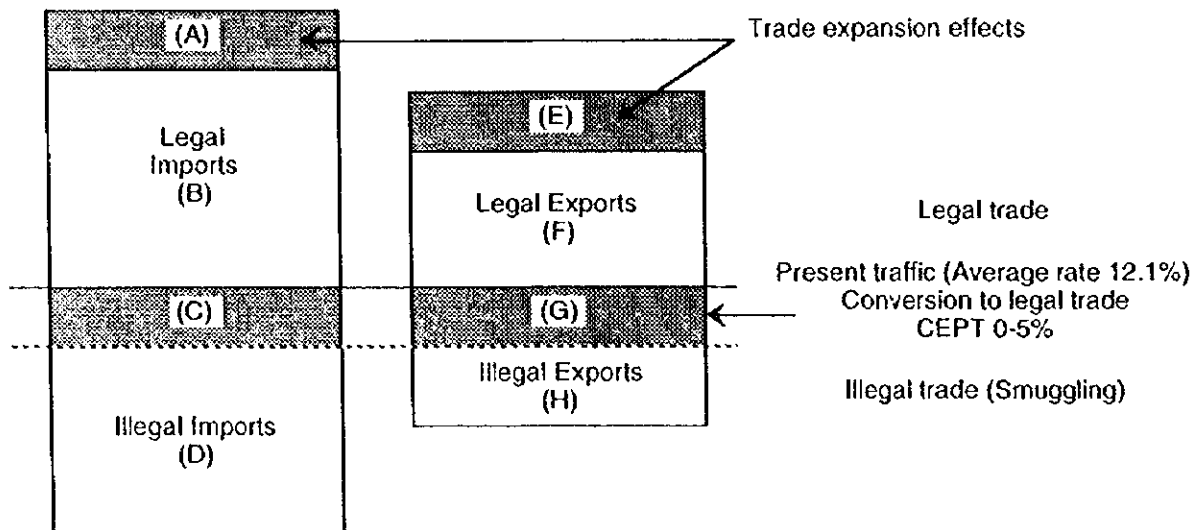 (A)
Trade expansion effects
Legal
Imports
(B)
(E)
Legal Exports
(F)
Legal trade
Present traffic (Average rate 12.1%)
Conversion to legal trade
CEPT 0-5%
(C)
(G)
Illegal Exports
(H)
Illegal trade (Smuggling)
Illegal Imports
(D)